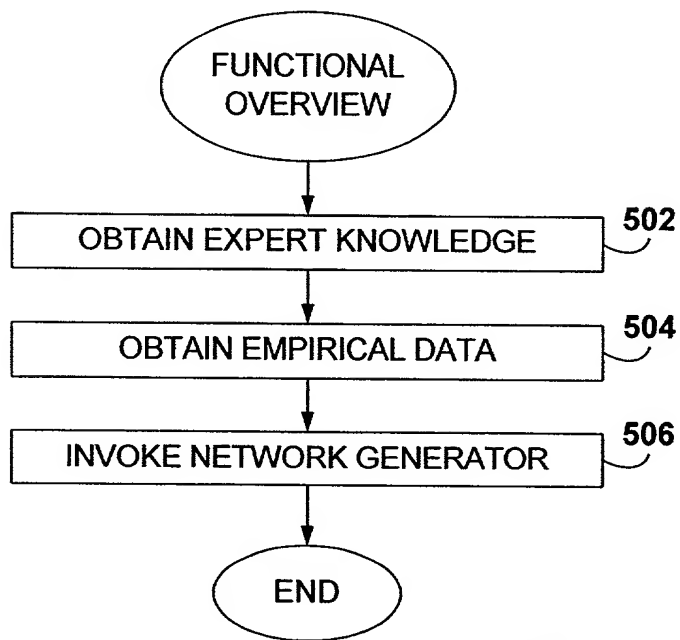 FUNCTIONAL
OVERVIEW
502
OBTAIN EXPERT KNOWLEDGE
504
OBTAIN EMPIRICAL DATA
506
INVOKE NETWORK GENERATOR
END